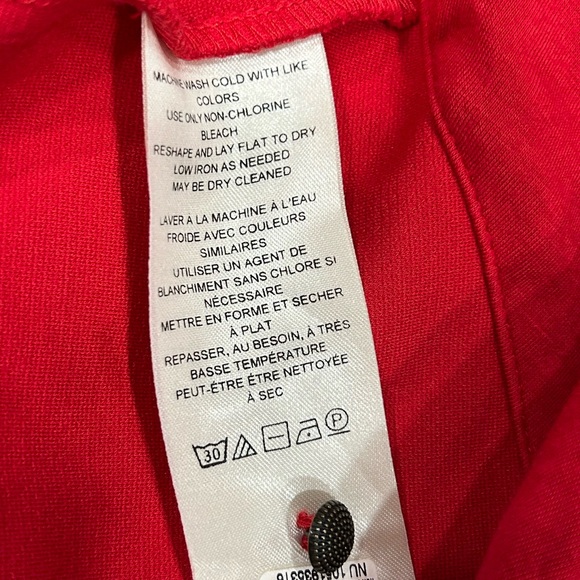 MACHINE WASH COLD WITH LIKE
COLORS
USE ONLY NON-CHLORINE
BLEACH
RESHAPE AND LAY FLAT TO DRY
LOW IRON AS NEEDED
MAY BE DRY CLEANED
LAVER À LA MACHINE À L'EAU
FROIDE AVEC COULEURS
SIMILAIRES
UTILISER UN AGENT DE
BLANCHIMENT SANS CHLORE SI
NÉCESSAIRE
METTRE EN FORME ET SECHER
À PLAT
REPASSER, AU BESOIN, À TRÈS
BASSE TEMPÉRATURE
PEUT-ÊTRE ÊTRE NETTOYÉE
À SEC
30 P